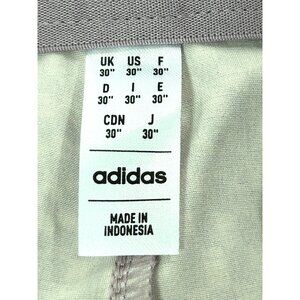 UK US F
30" 30" 30"
D I E
30" 30" 30"
CDN J
30" 30"
adidas
MADE IN
INDONESIA